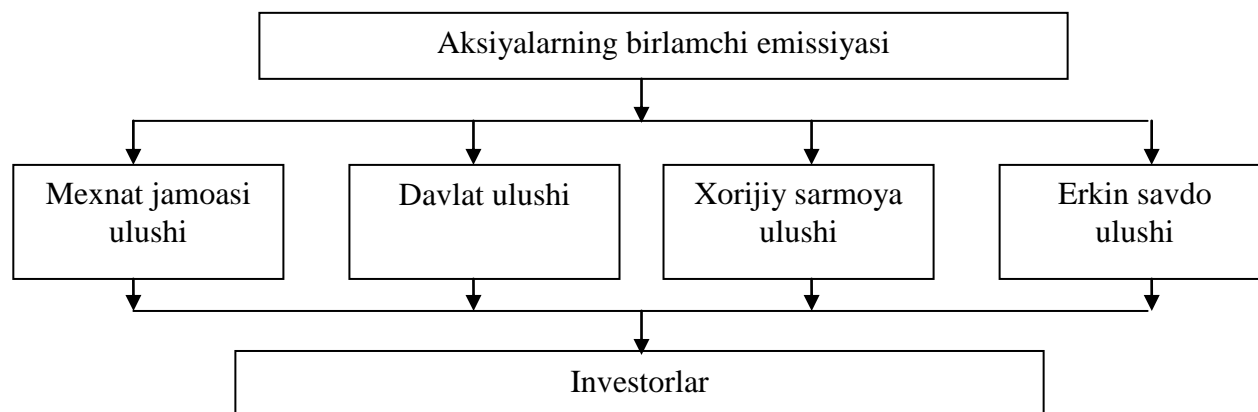 Aksiyalarning birlamchi emissiyasi
Mexnat jamoasi
ulushi
Davlat ulushi
Xorijiy sarmoya
ulushi
Erkin savdo
ulushi
Investorlar